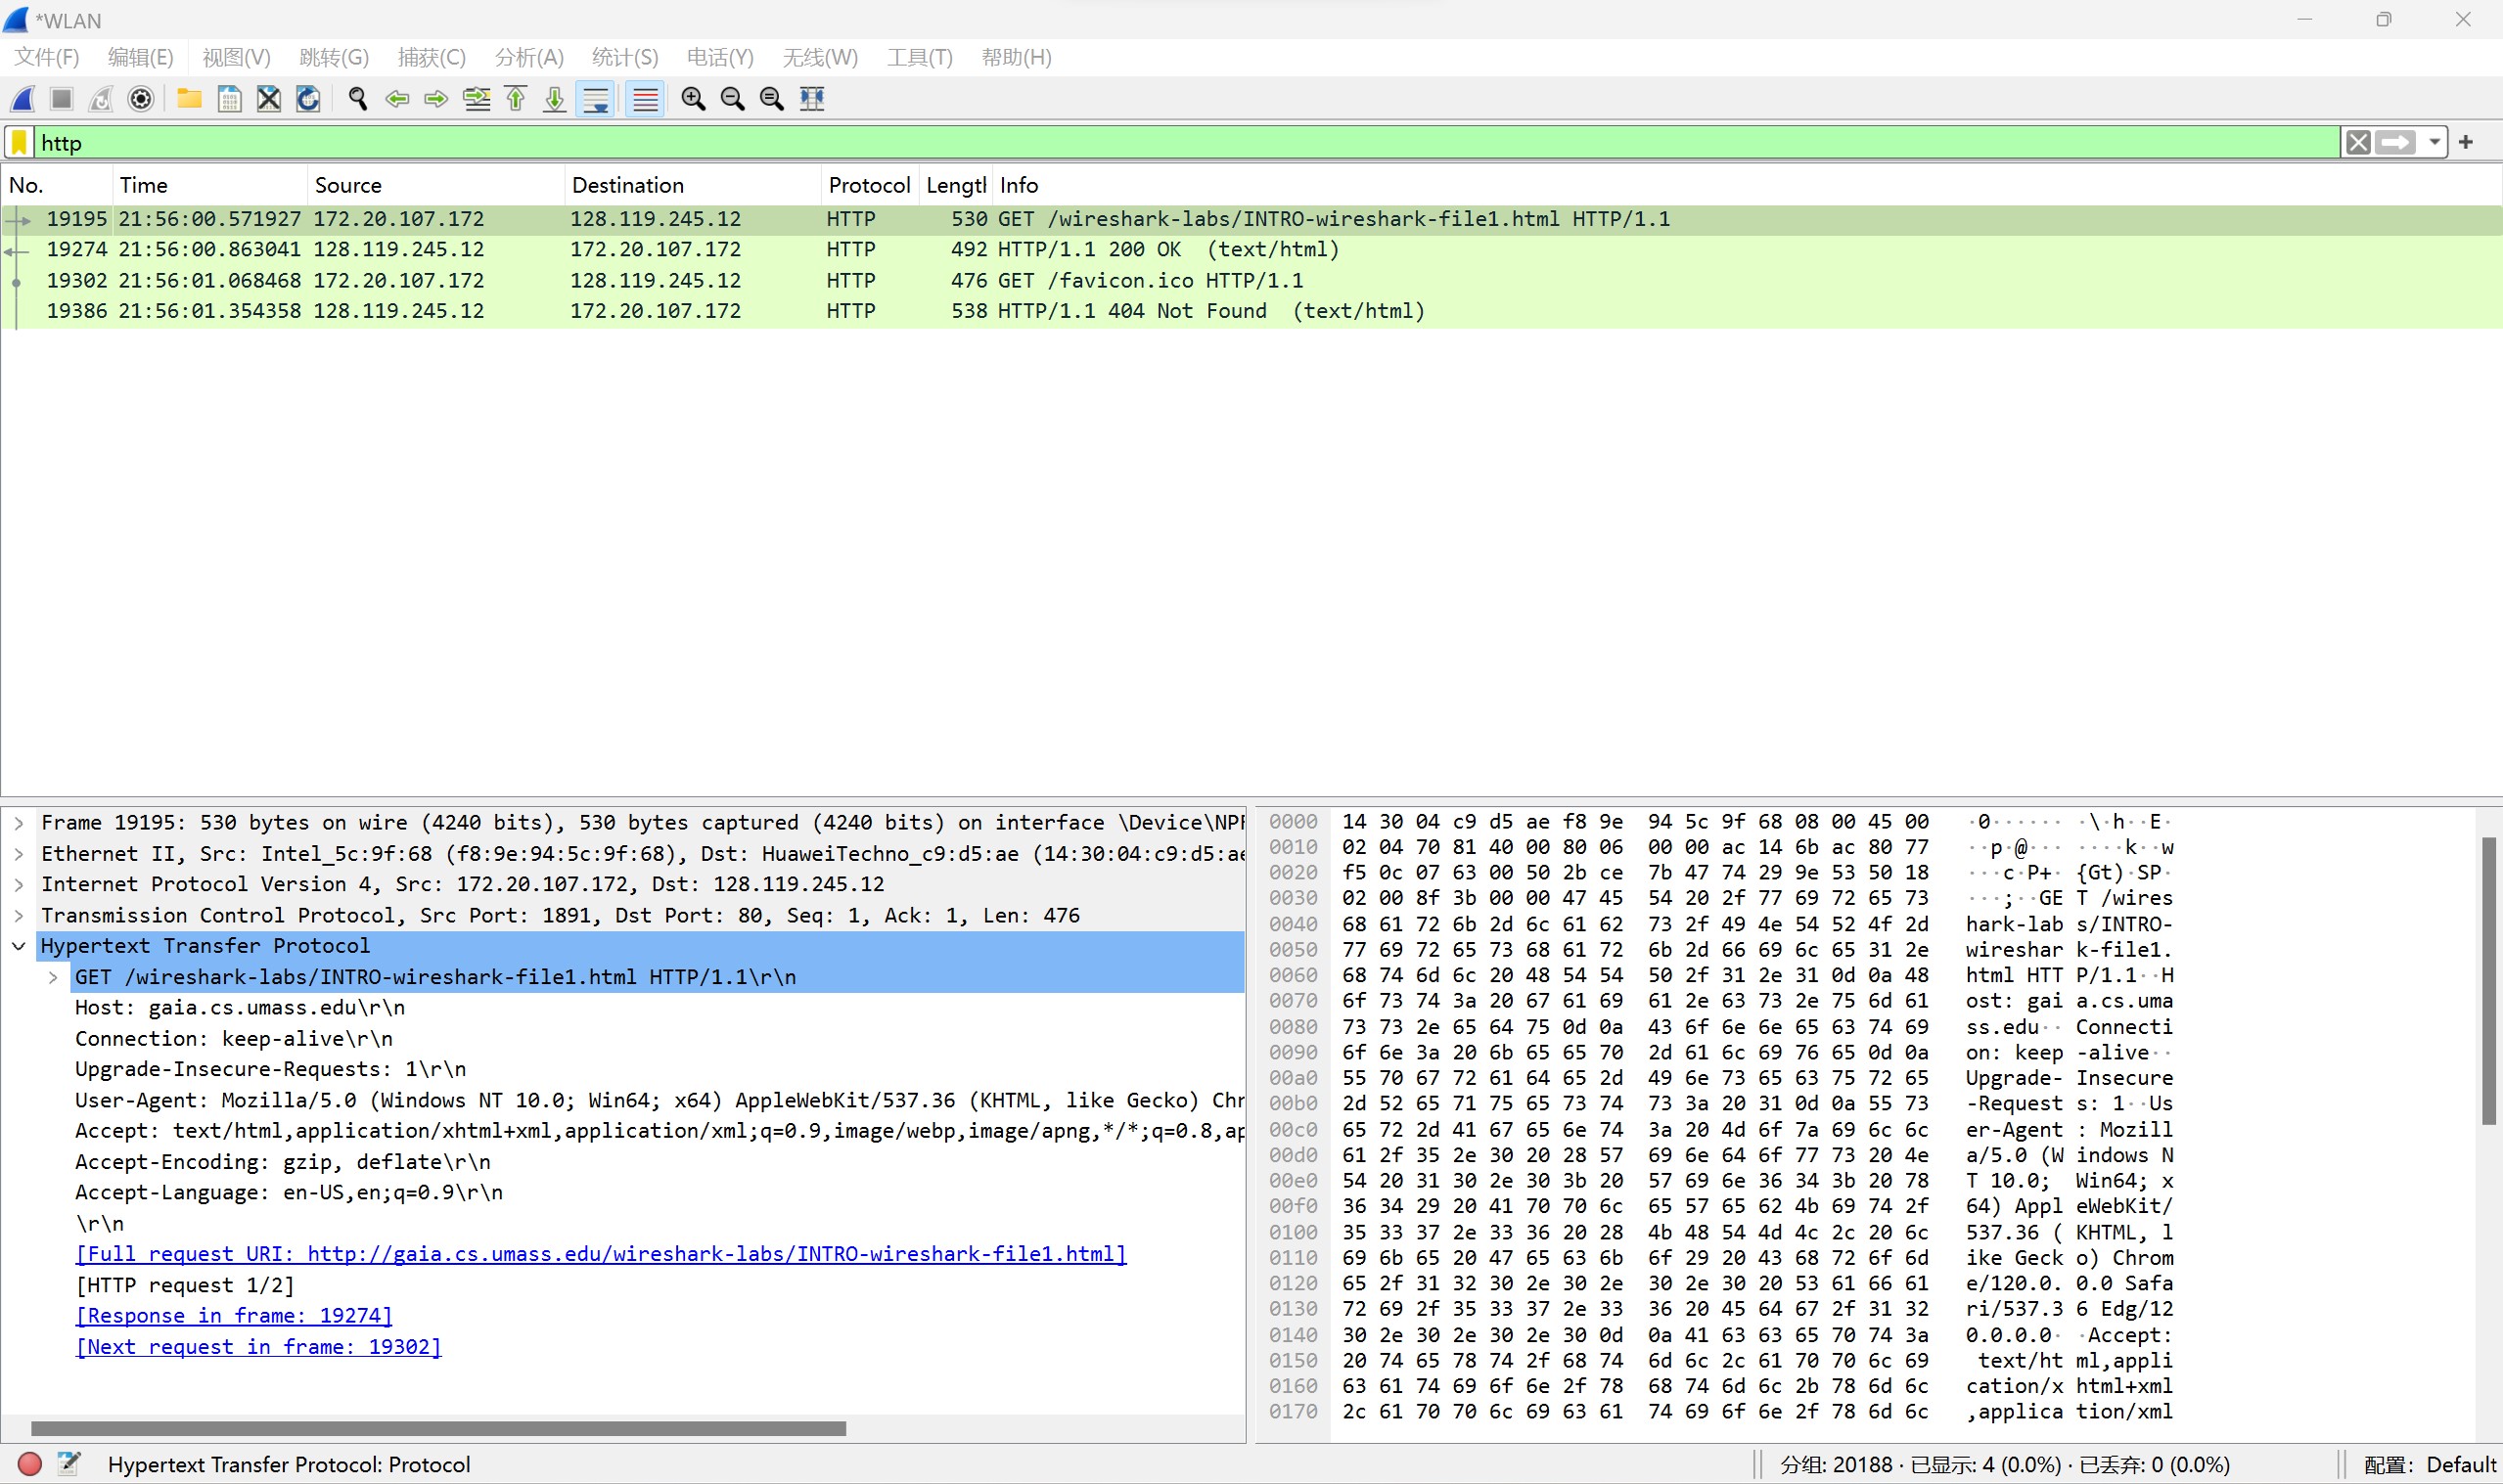 *WLAN
文件(F) 编辑(E) 视图(V) 跳转(G) 捕获(C) 分析(A) 统计(S) 电话(Y) 无线(W) 工具(T) 帮助(H)
http
No. Time Source Destination Protocol Length Info
19195 21:56:00.571927 172.20.107.172 128.119.245.12 HTTP 530 GET /wireshark-labs/INTRO-wireshark-file1.html HTTP/1.1
19274 21:56:00.863041 128.119.245.12 172.20.107.172 HTTP 492 HTTP/1.1 200 OK (text/html)
19302 21:56:01.068468 172.20.107.172 128.119.245.12 HTTP 476 GET /favicon.ico HTTP/1.1
19386 21:56:01.354358 128.119.245.12 172.20.107.172 HTTP 538 HTTP/1.1 404 Not Found (text/html)
Frame 19195: 530 bytes on wire (4240 bits), 530 bytes captured (4240 bits) on interface \Device\NPF
Ethernet II, Src: Intel_5c:9f:68 (f8:9e:94:5c:9f:68), Dst: HuaweiTechno_c9:d5:ae (14:30:04:c9:d5:ae
Internet Protocol Version 4, Src: 172.20.107.172, Dst: 128.119.245.12
Transmission Control Protocol, Src Port: 1891, Dst Port: 80, Seq: 1, Ack: 1, Len: 476
Hypertext Transfer Protocol
GET /wireshark-labs/INTRO-wireshark-file1.html HTTP/1.1\r\n
Host: gaia.cs.umass.edu\r\n
Connection: keep-alive\r\n
Upgrade-Insecure-Requests: 1\r\n
User-Agent: Mozilla/5.0 (Windows NT 10.0; Win64; x64) AppleWebKit/537.36 (KHTML, like Gecko) Chr
Accept: text/html,application/xhtml+xml,application/xml;q=0.9,image/webp,image/apng,*/*;q=0.8,ap
Accept-Encoding: gzip, deflate\r\n
Accept-Language: en-US,en;q=0.9\r\n
\r\n
[Full request URI: http://gaia.cs.umass.edu/wireshark-labs/INTRO-wireshark-file1.html]
[HTTP request 1/2]
[Response in frame: 19274]
[Next request in frame: 19302]
0000 14 30 04 c9 d5 ae f8 9e 94 5c 9f 68 08 00 45 00 ·0······ ·\·h··E·
0010 02 04 70 81 40 00 80 06 00 00 ac 14 6b ac 80 77 ··p·@··· ····k··w
0020 f5 0c 07 63 00 50 2b ce 7b 47 74 29 9e 53 50 18 ···c·P+· {Gt)·SP·
0030 02 00 8f 3b 00 00 47 45 54 20 2f 77 69 72 65 73 ···;··GE T /wires
0040 68 61 72 6b 2d 6c 61 62 73 2f 49 4e 54 52 4f 2d hark-lab s/INTRO-
0050 77 69 72 65 73 68 61 72 6b 2d 66 69 6c 65 31 2e wireshar k-file1.
0060 68 74 6d 6c 20 48 54 54 50 2f 31 2e 31 0d 0a 48 html HTT P/1.1··H
0070 6f 73 74 3a 20 67 61 69 61 2e 63 73 2e 75 6d 61 ost: gai a.cs.uma
0080 73 73 2e 65 64 75 0d 0a 43 6f 6e 6e 65 63 74 69 ss.edu·· Connecti
0090 6f 6e 3a 20 6b 65 65 70 2d 61 6c 69 76 65 0d 0a on: keep -alive··
00a0 55 70 67 72 61 64 65 2d 49 6e 73 65 63 75 72 65 Upgrade- Insecure
00b0 2d 52 65 71 75 65 73 74 73 3a 20 31 0d 0a 55 73 -Request s: 1··Us
00c0 65 72 2d 41 67 65 6e 74 3a 20 4d 6f 7a 69 6c 6c er-Agent : Mozill
00d0 61 2f 35 2e 30 20 28 57 69 6e 64 6f 77 73 20 4e a/5.0 (W indows N
00e0 54 20 31 30 2e 30 3b 20 57 69 6e 36 34 3b 20 78 T 10.0; Win64; x
00f0 36 34 29 20 41 70 70 6c 65 57 65 62 4b 69 74 2f 64) Appl eWebKit/
0100 35 33 37 2e 33 36 20 28 4b 48 54 4d 4c 2c 20 6c 537.36 ( KHTML, l
0110 69 6b 65 20 47 65 63 6b 6f 29 20 43 68 72 6f 6d ike Geck o) Chrom
0120 65 2f 31 32 30 2e 30 2e 30 2e 30 20 53 61 66 61 e/120.0. 0.0 Safa
0130 72 69 2f 35 33 37 2e 33 36 20 45 64 67 2f 31 32 ri/537.3 6 Edg/12
0140 30 2e 30 2e 30 2e 30 0d 0a 41 63 63 65 70 74 3a 0.0.0.0· ·Accept:
0150 20 74 65 78 74 2f 68 74 6d 6c 2c 61 70 70 6c 69 text/ht ml,appli
0160 63 61 74 69 6f 6e 2f 78 68 74 6d 6c 2b 78 6d 6c cation/x html+xml
0170 2c 61 70 70 6c 69 63 61 74 69 6f 6e 2f 78 6d 6c ,applica tion/xml
Hypertext Transfer Protocol: Protocol 分组: 20188 · 已显示: 4 (0.0%) · 已丢弃: 0 (0.0%) 配置: Default